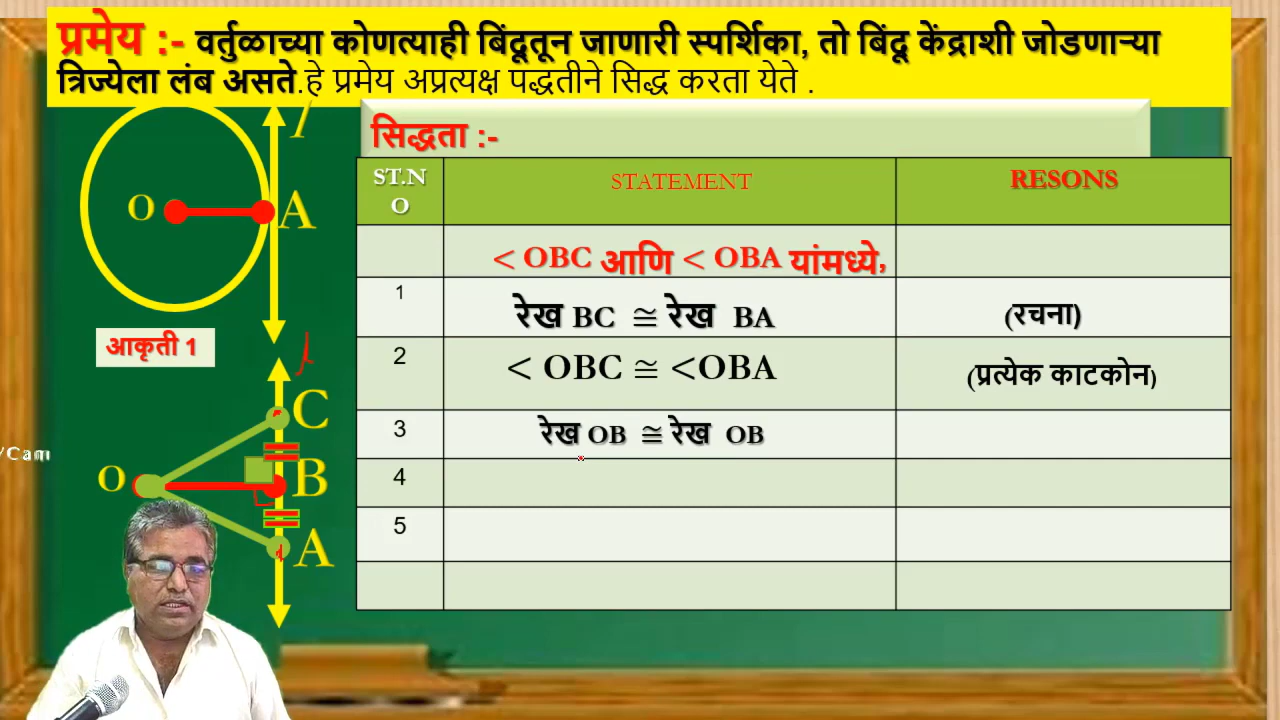 प्रमेय :- वर्तुळाच्या कोणत्याही बिंदूतून जाणारी स्पर्शिका, तो बिंदू केंद्राशी जोडणाऱ्या
त्रिज्येला लंब असते.हे प्रमेय अप्रत्यक्ष पद्धतीने सिद्ध करता येते .
l
O A
आकृती 1
C
O B
A
/Cam
सिद्धता :-
ST.N
O STATEMENT RESONS
< OBC आणि < OBA यांमध्ये,
1 रेख BC ≅ रेख BA (रचना)
2 < OBC ≅ <OBA (प्रत्येक काटकोन)
3 रेख OB ≅ रेख OB
4
5